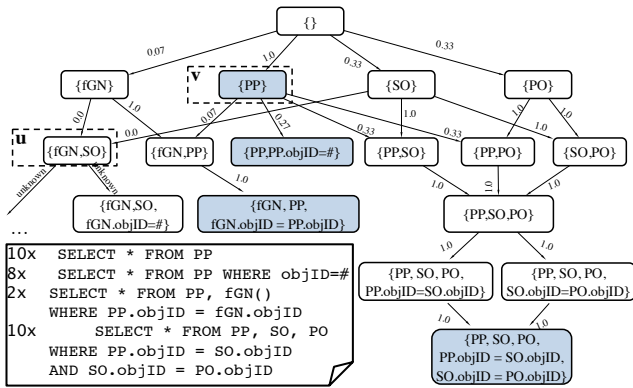 {}
0.07
1.0
0.33
0.33
v
{fGN}
{PP}
{SO}
{PO}
0.0
1.0
0.07
0.27
0.0
0.33
1.0
0.33
1.0
1.0
1.0
u
{fGN,SO}
{fGN,PP}
{PP,PP.objID=#}
{PP,SO}
{PP,PO}
{SO,PO}
unknown
unknown
1.0
1.0
1.0
1.0
...
{fGN,SO,
fGN.objID=#}
{fGN, PP,
fGN.objID = PP.objID}
{PP,SO,PO}
1.0
1.0
{PP, SO, PO,
PP.objID=SO.objID}
{PP, SO, PO,
SO.objID=PO.objID}
1.0
1.0
{PP, SO, PO,
PP.objID = SO.objID,
SO.objID = PO.objID}
10x SELECT * FROM PP
8x SELECT * FROM PP WHERE objID=#
2x SELECT * FROM PP, fGN()
WHERE PP.objID = fGN.objID
10x SELECT * FROM PP, SO, PO
WHERE PP.objID = SO.objID
AND SO.objID = PO.objID